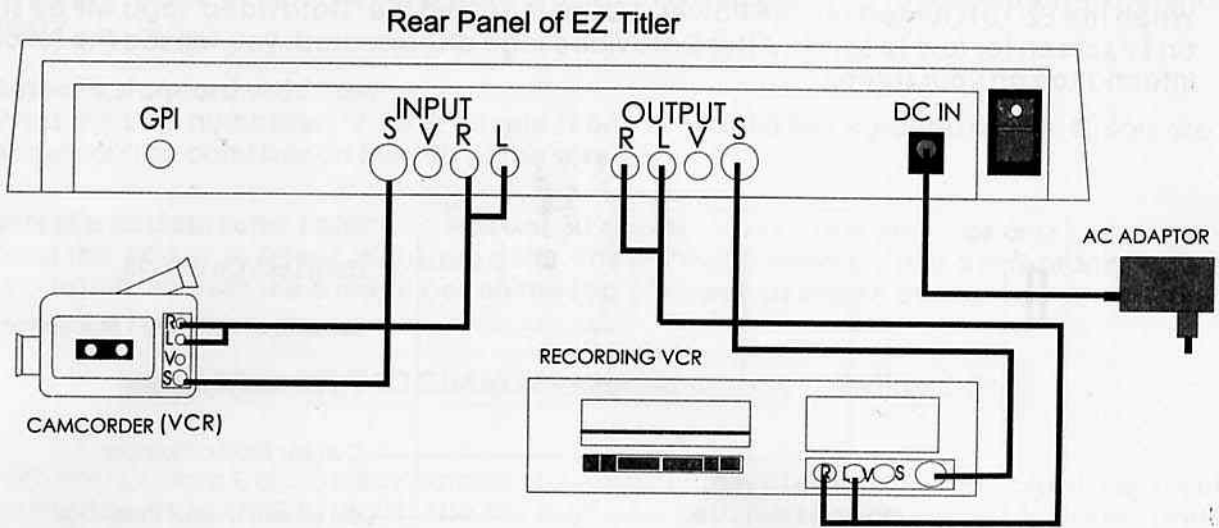 Rear Panel of EZ Titler
GPI
INPUT
S V R L
OUTPUT
R L V S
DC IN
AC ADAPTOR
R
L
V
S
CAMCORDER (VCR)
RECORDING VCR
R L V S